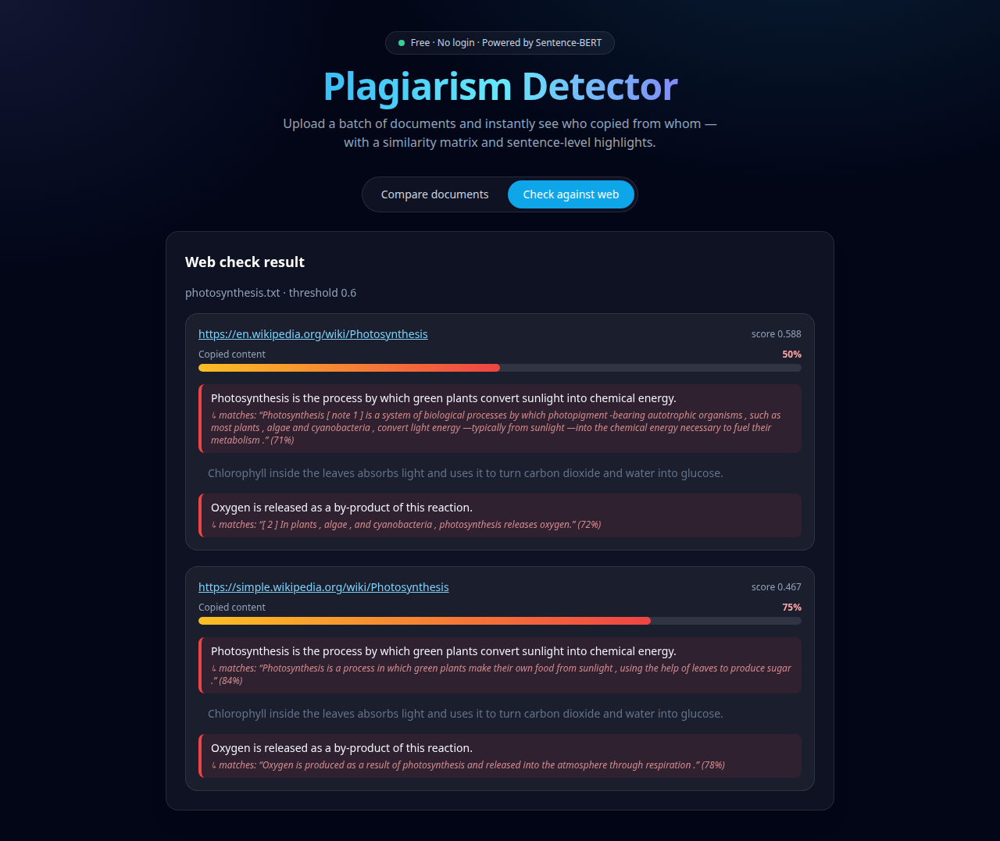 Free · No login · Powered by Sentence-BERT
Plagiarism Detector
Upload a batch of documents and instantly see who copied from whom —
with a similarity matrix and sentence-level highlights.
Compare documents
Check against web
Web check result
photosynthesis.txt · threshold 0.6
https://en.wikipedia.org/wiki/Photosynthesis
score 0.588
Copied content
50%
Photosynthesis is the process by which green plants convert sunlight into chemical energy.
↳ matches: “Photosynthesis [ note 1 ] is a system of biological processes by which photopigment -bearing autotrophic organisms , such as
most plants , algae and cyanobacteria , convert light energy —typically from sunlight —into the chemical energy necessary to fuel their
metabolism .” (71%)
Chlorophyll inside the leaves absorbs light and uses it to turn carbon dioxide and water into glucose.
Oxygen is released as a by-product of this reaction.
↳ matches: “[ 2 ] In plants , algae , and cyanobacteria , photosynthesis releases oxygen.” (72%)
https://simple.wikipedia.org/wiki/Photosynthesis
score 0.467
Copied content
75%
Photosynthesis is the process by which green plants convert sunlight into chemical energy.
↳ matches: “Photosynthesis is a process in which green plants make their own food from sunlight , using the help of leaves to produce sugar
.” (84%)
Chlorophyll inside the leaves absorbs light and uses it to turn carbon dioxide and water into glucose.
Oxygen is released as a by-product of this reaction.
↳ matches: “Oxygen is produced as a result of photosynthesis and released into the atmosphere through respiration .” (78%)